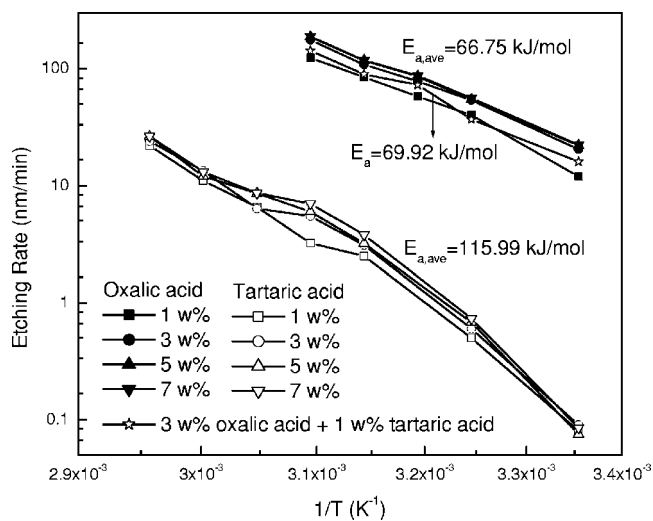 100
10
1
0.1
Etching Rate (nm/min)
E_a,ave=66.75 kJ/mol
E_a=69.92 kJ/mol
E_a,ave=115.99 kJ/mol
Oxalic acid Tartaric acid
1 w% 1 w%
3 w% 3 w%
5 w% 5 w%
7 w% 7 w%
3 w% oxalic acid + 1 w% tartaric acid
2.9x10⁻³ 3x10⁻³ 3.1x10⁻³ 3.2x10⁻³ 3.3x10⁻³ 3.4x10⁻³
1/T (K⁻¹)